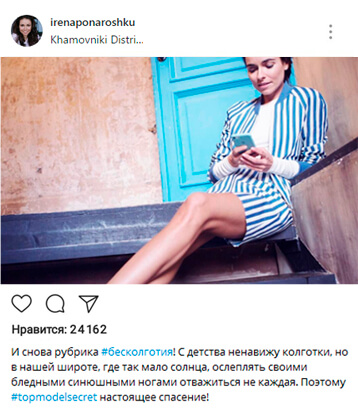 irenaponaroshku
Khamovniki Distri...
Нравится: 24 162
И снова рубрика #бесколготия! С детства ненавижу колготки, но
в нашей широте, где так мало солнца, ослеплять своими
бледными синюшными ногами отважиться не каждая. Поэтому
#topmodelsecret настоящее спасение!